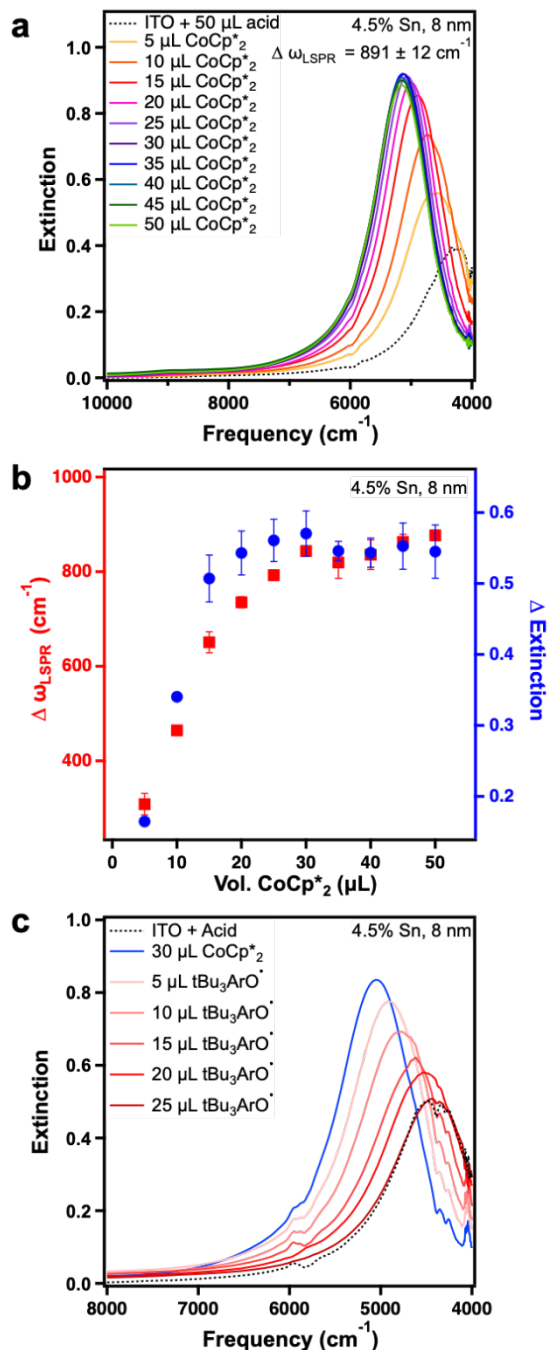 a
ITO + 50 µL acid
5 µL CoCp*2
10 µL CoCp*2
15 µL CoCp*2
20 µL CoCp*2
25 µL CoCp*2
30 µL CoCp*2
35 µL CoCp*2
40 µL CoCp*2
45 µL CoCp*2
50 µL CoCp*2
4.5% Sn, 8 nm
Δ ωLSPR = 891 ± 12 cm-1
Extinction
1.0
0.8
0.6
0.4
0.2
0.0
10000 8000 6000 4000
Frequency (cm-1)
b
4.5% Sn, 8 nm
Δ ωLSPR (cm-1)
1000
800
600
400
Δ Extinction
0.6
0.5
0.4
0.3
0.2
0 10 20 30 40 50
Vol. CoCp*2 (µL)
c
ITO + Acid
30 µL CoCp*2
5 µL tBu3ArO•
10 µL tBu3ArO•
15 µL tBu3ArO•
20 µL tBu3ArO•
25 µL tBu3ArO•
4.5% Sn, 8 nm
Extinction
1.0
0.8
0.6
0.4
0.2
0.0
8000 7000 6000 5000 4000
Frequency (cm-1)